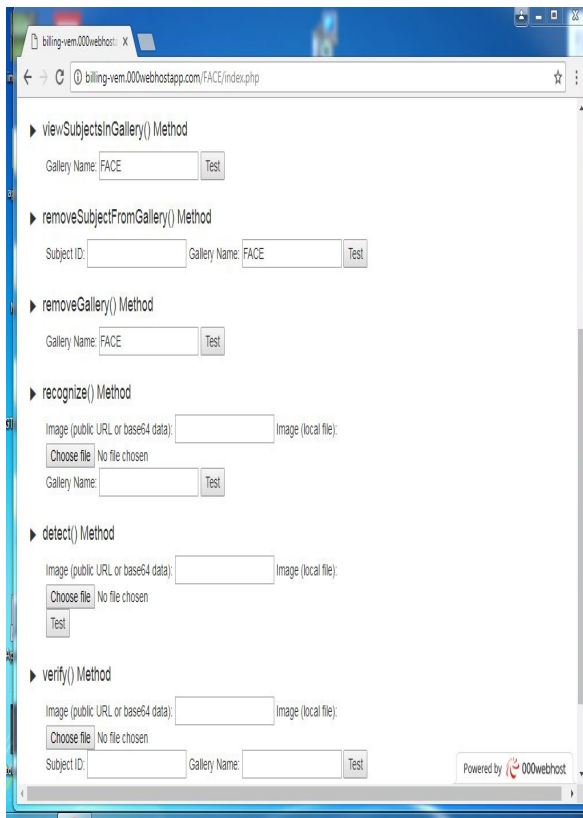 billing-vem.000webhost
billing-vem.000webhostapp.com/FACE/index.php
viewSubjectsInGallery() Method
Gallery Name: FACE Test
removeSubjectFromGallery() Method
Subject ID: Gallery Name: FACE Test
removeGallery() Method
Gallery Name: FACE Test
recognize() Method
Image (public URL or base64 data): Image (local file):
Choose file No file chosen
Gallery Name: Test
detect() Method
Image (public URL or base64 data): Image (local file):
Choose file No file chosen
Test
verify() Method
Image (public URL or base64 data): Image (local file):
Choose file No file chosen
Subject ID: Gallery Name: Test
Powered by 000webhost